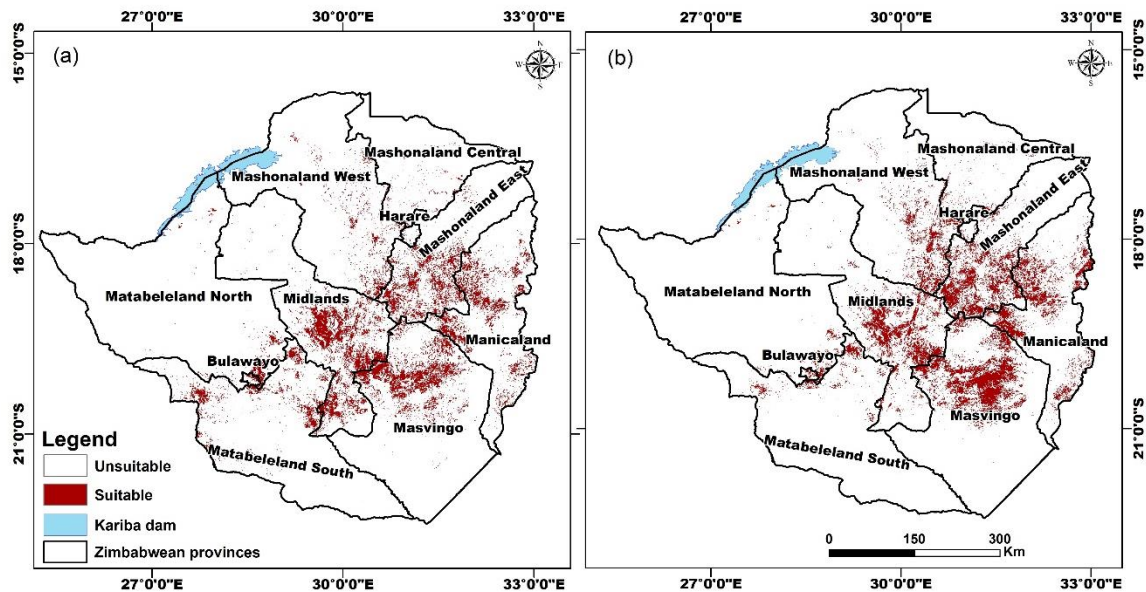 27°0'0"E 30°0'0"E 33°0'0"E
27°0'0"E 30°0'0"E 33°0'0"E
15°0'0"S
18°0'0"S
21°0'0"S
(a)
N
W
S
Mashonaland Central
Mashonaland West
Mashonaland East
Harare
Matabeleland North
Midlands
Manicaland
Bulawayo
Masvingo
Matabeleland South
Legend
Unsuitable
Suitable
Kariba dam
Zimbabwean provinces
27°0'0"E 30°0'0"E 33°0'0"E
(b)
N
W E
S
Mashonaland Central
Mashonaland West
Mashonaland East
Harare
Matabeleland North
Midlands
Manicaland
Bulawayo
Masvingo
Matabeleland South
0 150 300
Km
15°0'0"S
18°0'0"S
21°0'0"S
27°0'0"E 30°0'0"E 33°0'0"E